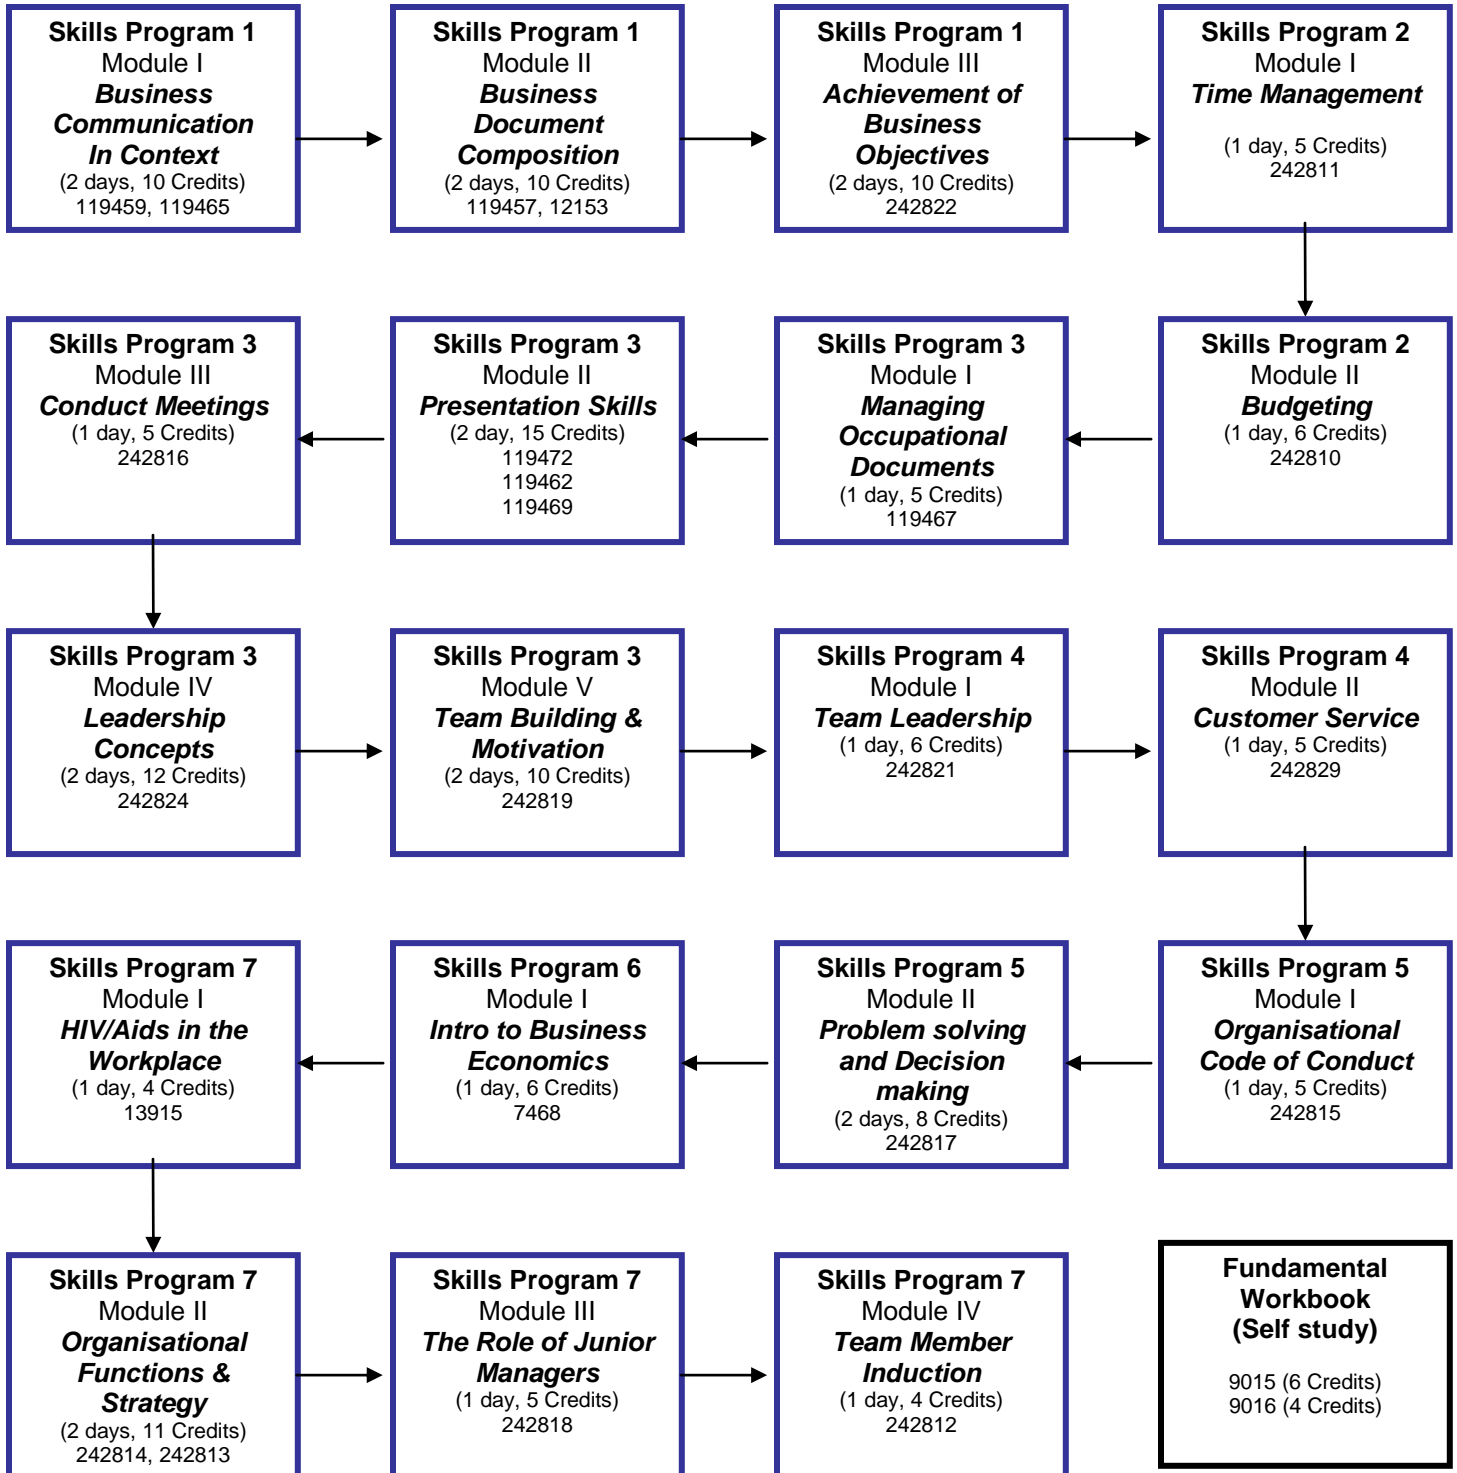 Skills Program 1
Module I
Business
Communication
In Context
(2 days, 10 Credits)
119459, 119465
Skills Program 1
Module II
Business
Document
Composition
(2 days, 10 Credits)
119457, 12153
Skills Program 1
Module III
Achievement of
Business
Objectives
(2 days, 10 Credits)
242822
Skills Program 2
Module I
Time Management
(1 day, 5 Credits)
242811
Skills Program 2
Module II
Budgeting
(1 day, 6 Credits)
242810
Skills Program 3
Module I
Managing
Occupational
Documents
(1 day, 5 Credits)
119467
Skills Program 3
Module II
Presentation Skills
(2 day, 15 Credits)
119472
119462
119469
Skills Program 3
Module III
Conduct Meetings
(1 day, 5 Credits)
242816
Skills Program 3
Module IV
Leadership
Concepts
(2 days, 12 Credits)
242824
Skills Program 3
Module V
Team Building &
Motivation
(2 days, 10 Credits)
242819
Skills Program 4
Module I
Team Leadership
(1 day, 6 Credits)
242821
Skills Program 4
Module II
Customer Service
(1 day, 5 Credits)
242829
Skills Program 5
Module I
Organisational
Code of Conduct
(1 day, 5 Credits)
242815
Skills Program 5
Module II
Problem solving
and Decision
making
(2 days, 8 Credits)
242817
Skills Program 6
Module I
Intro to Business
Economics
(1 day, 6 Credits)
7468
Skills Program 7
Module I
HIV/Aids in the
Workplace
(1 day, 4 Credits)
13915
Skills Program 7
Module II
Organisational
Functions &
Strategy
(2 days, 11 Credits)
242814, 242813
Skills Program 7
Module III
The Role of Junior
Managers
(1 day, 5 Credits)
242818
Skills Program 7
Module IV
Team Member
Induction
(1 day, 4 Credits)
242812
Fundamental
Workbook
(Self study)
9015 (6 Credits)
9016 (4 Credits)